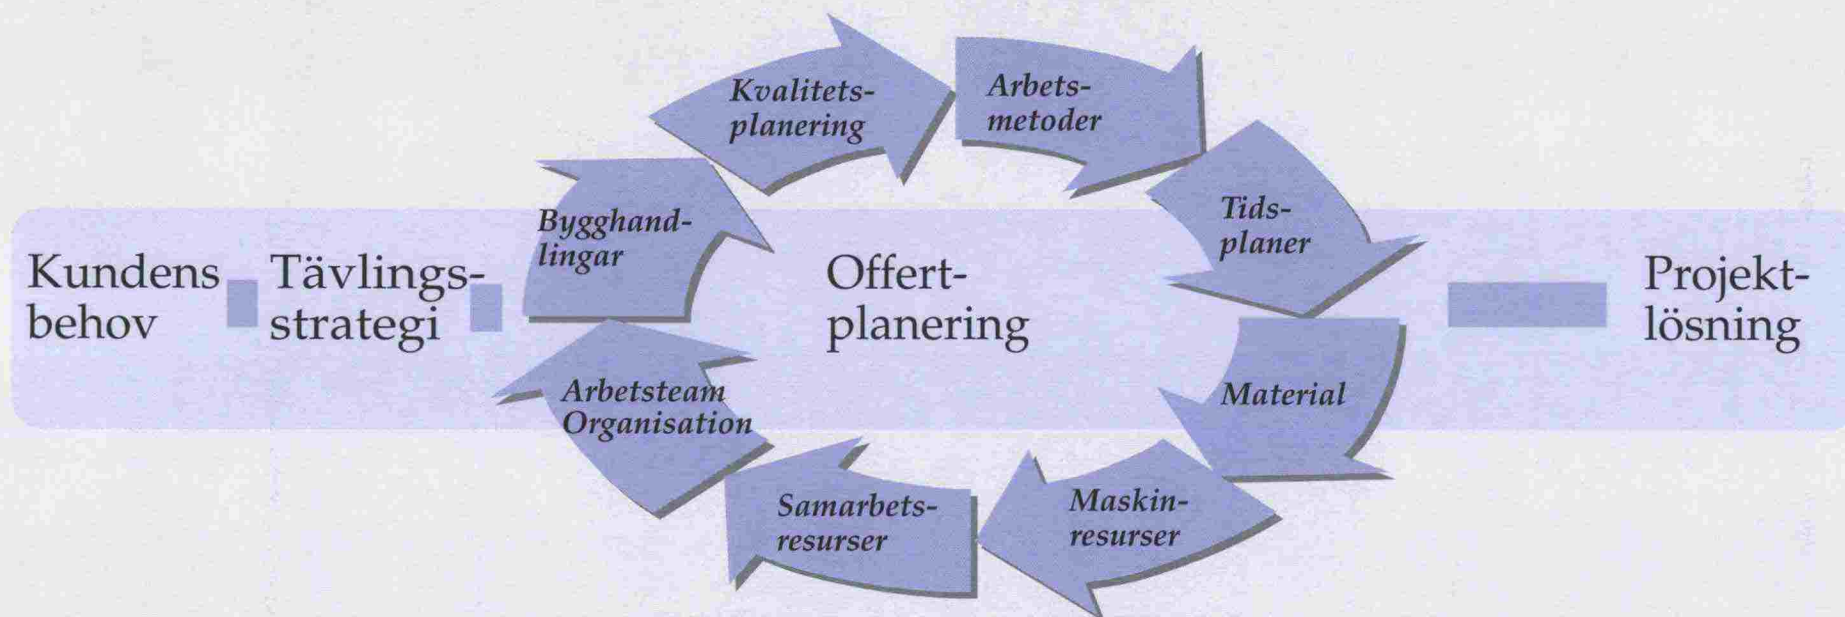 Kundens
behov
Tävlings-
strategi
Bygghand-
lingar
Kvalitets-
planering
Arbets-
metoder
Tids-
planer
Material
Maskin-
resurser
Samarbets-
resurser
Arbetsteam
Organisation
Offert-
planering
Projekt-
lösning